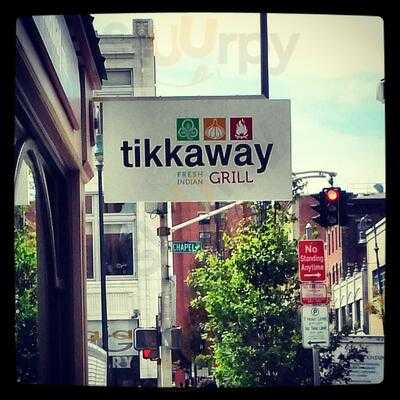 tikkaway
FRESH
INDIAN
GRILL
CHAPEL
No
Standing
Anytime